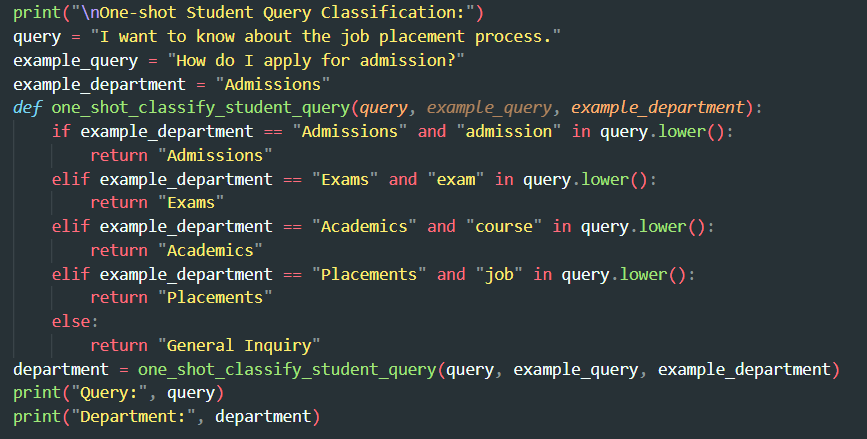 print("\nOne-shot Student Query Classification:")
query = "I want to know about the job placement process."
example_query = "How do I apply for admission?"
example_department = "Admissions"
def one_shot_classify_student_query(query, example_query, example_department):
    if example_department == "Admissions" and "admission" in query.lower():
        return "Admissions"
    elif example_department == "Exams" and "exam" in query.lower():
        return "Exams"
    elif example_department == "Academics" and "course" in query.lower():
        return "Academics"
    elif example_department == "Placements" and "job" in query.lower():
        return "Placements"
    else:
        return "General Inquiry"
department = one_shot_classify_student_query(query, example_query, example_department)
print("Query:", query)
print("Department:", department)